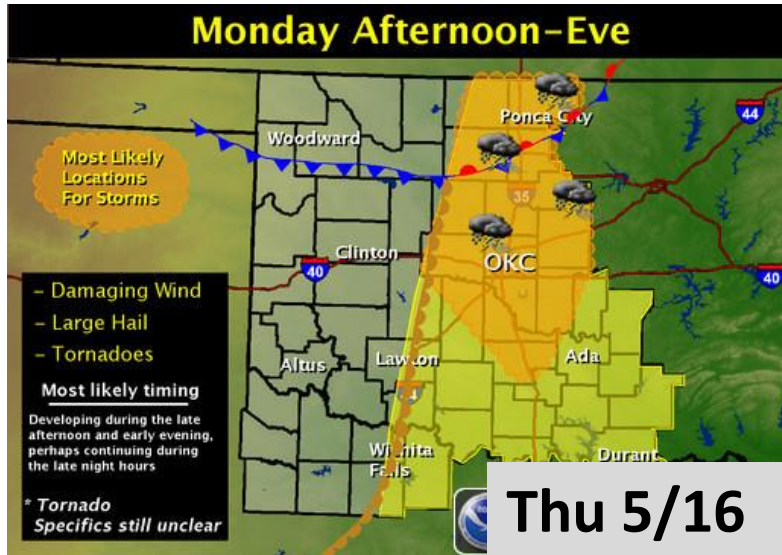 Monday Afternoon-Eve
Ponca City
44
Woodward
Most Likely
Locations
For Storms
35
Clinton
OKC
40
40
- Damaging Wind
- Large Hail
- Tornadoes
Altus
Lawton
Ada
Most likely timing
Developing during the late
afternoon and early evening,
perhaps continuing during
the late night hours
Wichita
Falls
Durant
* Tornado
Specifics still unclear
Thu 5/16